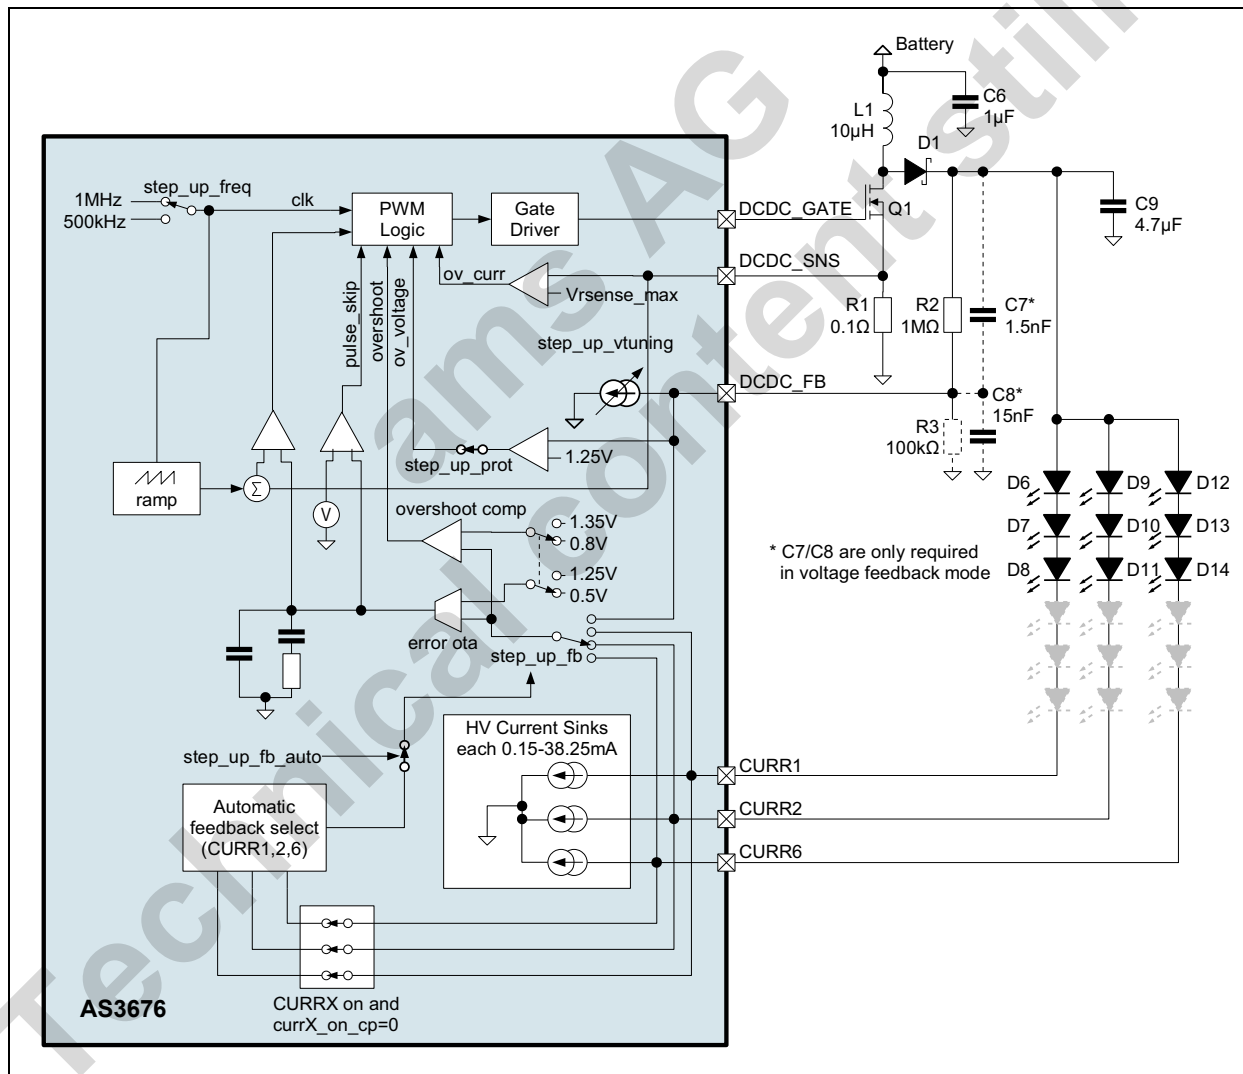 Battery
C6
1µF
L1
10µH
D1
Q1
C9
4.7µF
step_up_freq
1MHz
500kHz
clk
PWM
Logic
Gate
Driver
DCDC_GATE
DCDC_SNS
ov_curr
Vrsense_max
pulse_skip
overshoot
ov_voltage
R1
0.1Ω
R2
1MΩ
C7*
1.5nF
step_up_vtuning
DCDC_FB
C8*
15nF
R3
100kΩ
step_up_prot
1.25V
ramp
Σ
V
overshoot comp
1.35V
0.8V
1.25V
0.5V
error ota
step_up_fb
* C7/C8 are only required
in voltage feedback mode
D6
D9
D12
D7
D10
D13
D8
D11
D14
HV Current Sinks
each 0.15-38.25mA
step_up_fb_auto
CURR1
Automatic
feedback select
(CURR1,2,6)
CURR2
CURR6
CURRX on and
currX_on_cp=0
AS3676
ams AG
Technical content still